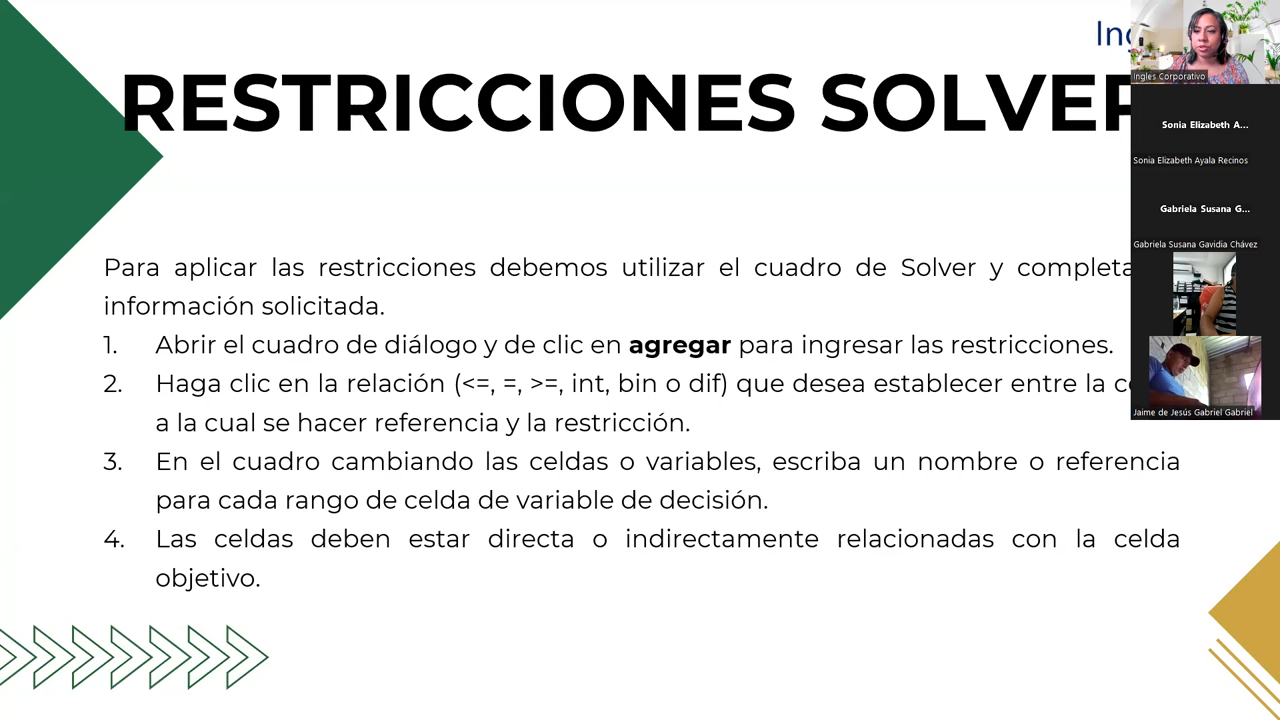 RESTRICCIONES SOLVER
Para aplicar las restricciones debemos utilizar el cuadro de Solver y completa
información solicitada.
1. Abrir el cuadro de diálogo y de clic en agregar para ingresar las restricciones.
2. Haga clic en la relación (<=, =, >=, int, bin o dif) que desea establecer entre la
a la cual se hacer referencia y la restricción.
3. En el cuadro cambiando las celdas o variables, escriba un nombre o referencia
para cada rango de celda de variable de decisión.
4. Las celdas deben estar directa o indirectamente relacionadas con la celda
objetivo.
Ingles Corporativo
Sonia Elizabeth A...
Sonia Elizabeth Ayala Recinos
Gabriela Susana G...
Gabriela Susana Gavidia Chávez
Jaime de Jesús Gabriel Gabriel